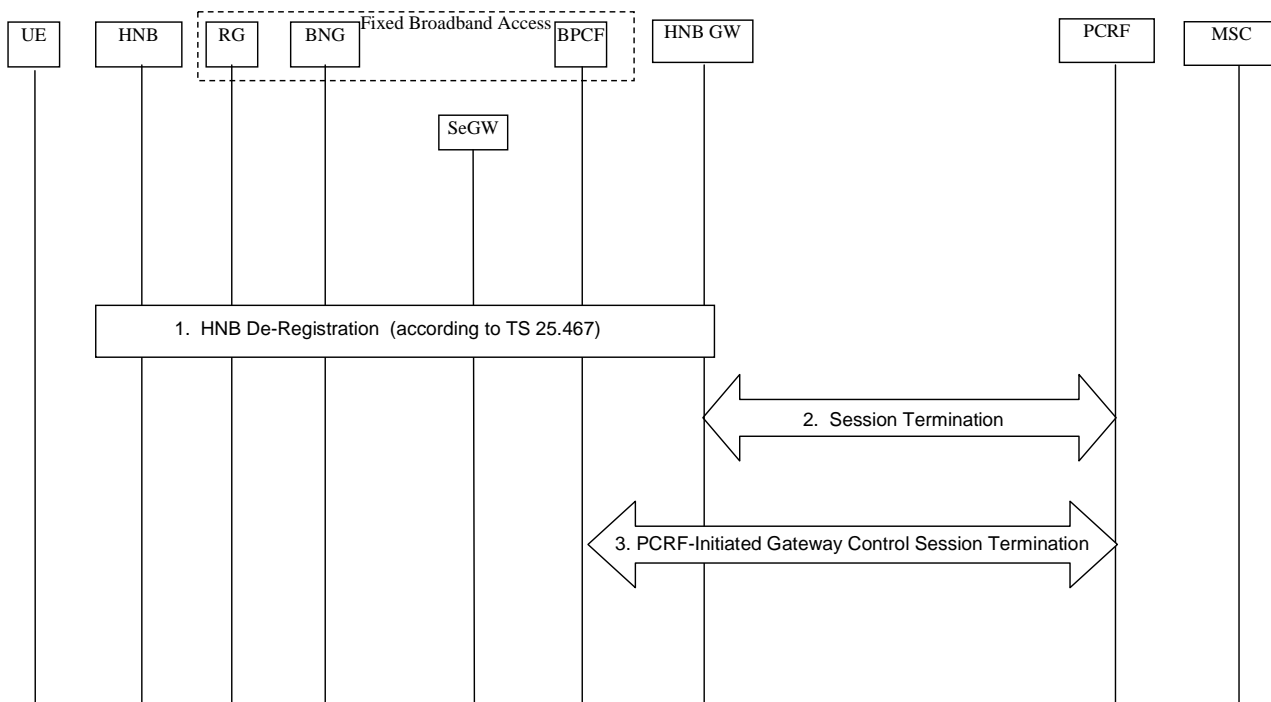 Fixed Broadband Access
UE
HNB
RG
BNG
BPCF
HNB GW
PCRF
MSC
SeGW
1. HNB De-Registration (according to TS 25.467)
2. Session Termination
3. PCRF-Initiated Gateway Control Session Termination